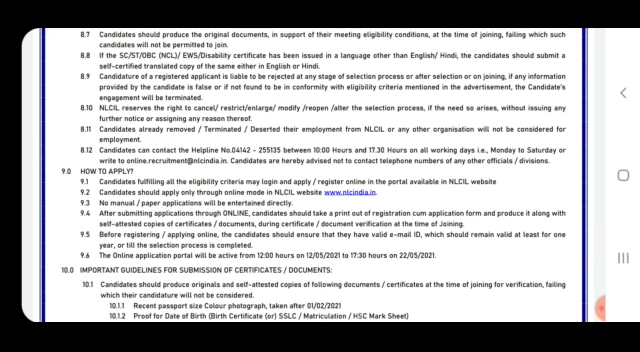 8.7 Candidates should produce the original documents, in support of their meeting eligibility conditions, at the time of joining, failing which such
candidates will not be permitted to join.
8.8 If the SC/ST/OBC (NCL)/ EWS/Disability certificate has been issued in a language other than English/ Hindi, the candidates should submit a
self-certified translated copy of the same either in English or Hindi.
8.9 Candidature of a registered applicant is liable to be rejected at any stage of selection process or after selection or on joining, if any information
provided by the candidate is false or if not found to be in conformity with eligibility criteria mentioned in the advertisement, the Candidate's
engagement will be terminated.
8.10 NLCIL reserves the right to cancel/ restrict/enlarge/ modify /reopen /alter the selection process, if the need so arises, without issuing any
further notice or assigning any reason thereof.
8.11 Candidates already removed / Terminated / Deserted their employment from NLCIL or any other organisation will not be considered for
employment.
8.12 Candidates can contact the Helpline No.04142 - 255135 between 10:00 Hours and 17.30 Hours on all working days i.e., Monday to Saturday or
write to online.recruitment@nlcindia.in. Candidates are hereby advised not to contact telephone numbers of any other officials / divisions.
9.0 HOW TO APPLY?
9.1 Candidates fulfilling all the eligibility criteria may login and apply / register online in the portal available in NLCIL website
9.2 Candidates should apply only through online mode in NLCIL website www.nlcindia.in.
9.3 No manual / paper applications will be entertained directly.
9.4 After submitting applications through ONLINE, candidates should take a print out of registration cum application form and produce it along with
self-attested copies of certificates / documents, during certificate / document verification at the time of Joining.
9.5 Before registering / applying online, the candidates should ensure that they have valid e-mail ID, which should remain valid at least for one
year, or till the selection process is completed.
9.6 The Online application portal will be active from 12:00 hours on 12/05/2021 to 17:30 hours on 22/05/2021.
10.0 IMPORTANT GUIDELINES FOR SUBMISSION OF CERTIFICATES / DOCUMENTS:
10.1 Candidates should produce originals and self-attested copies of following documents / certificates at the time of joining for verification, failing
which their candidature will not be considered.
10.1.1 Recent passport size Colour photograph, taken after 01/02/2021
10.1.2 Proof for Date of Birth (Birth Certificate (or) SSLC / Matriculation / HSC Mark Sheet)